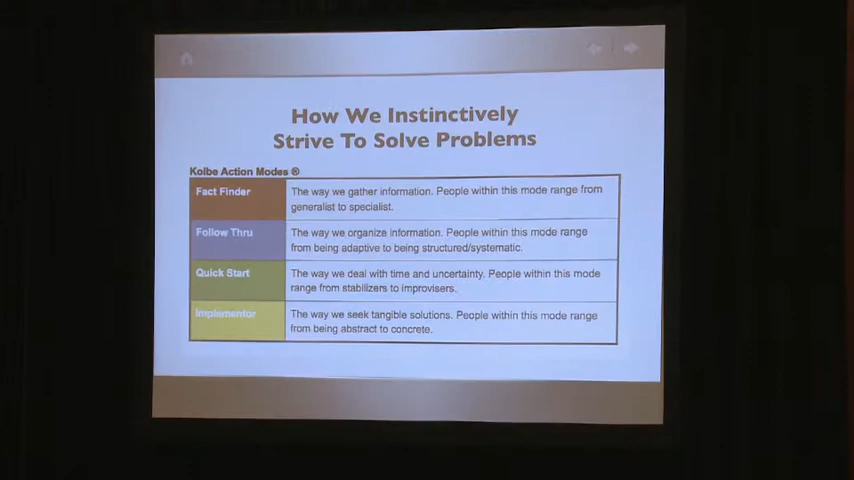 How We Instinctively
Strive To Solve Problems
Kolbe Action Modes ®
Fact Finder
The way we gather information. People within this mode range from
generalist to specialist.
Follow Thru
The way we organize information. People within this mode range
from being adaptive to being structured/systematic.
Quick Start
The way we deal with time and uncertainty. People within this mode
range from stabilizers to improvisers.
Implementor
The way we seek tangible solutions. People within this mode range
from being abstract to concrete.